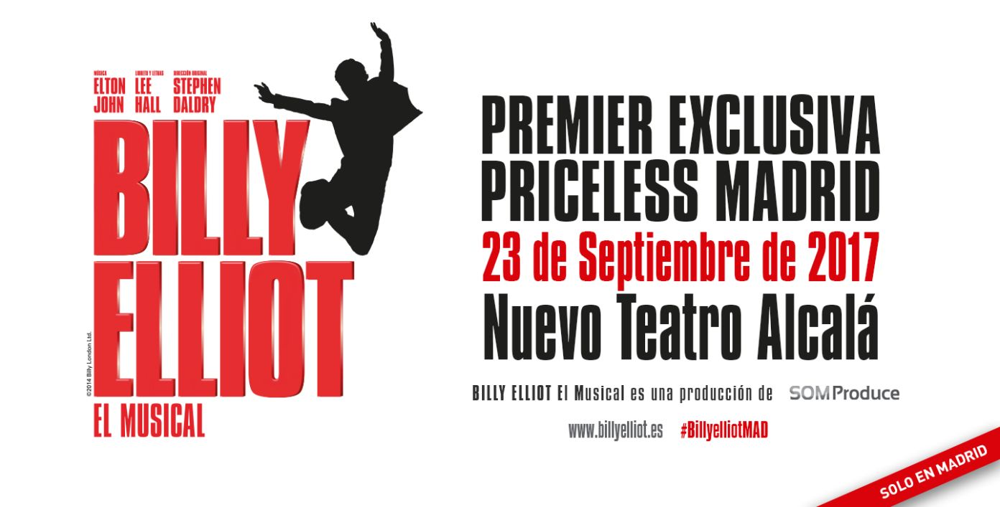 MÚSICA
ELTON
JOHN
LIBRETO Y LETRAS
LEE
HALL
DIRECCIÓN ORIGINAL
STEPHEN
DALDRY
BILLY
ELLIOT
EL MUSICAL
©2014 Billy London Ltd.
PREMIER EXCLUSIVA
PRICELESS MADRID
23 de Septiembre de 2017
Nuevo Teatro Alcalá
BILLY ELLIOT El Musical es una producción de SOM Produce
www.billyelliot.es #BillyelliotMAD
SOLO EN MADRID